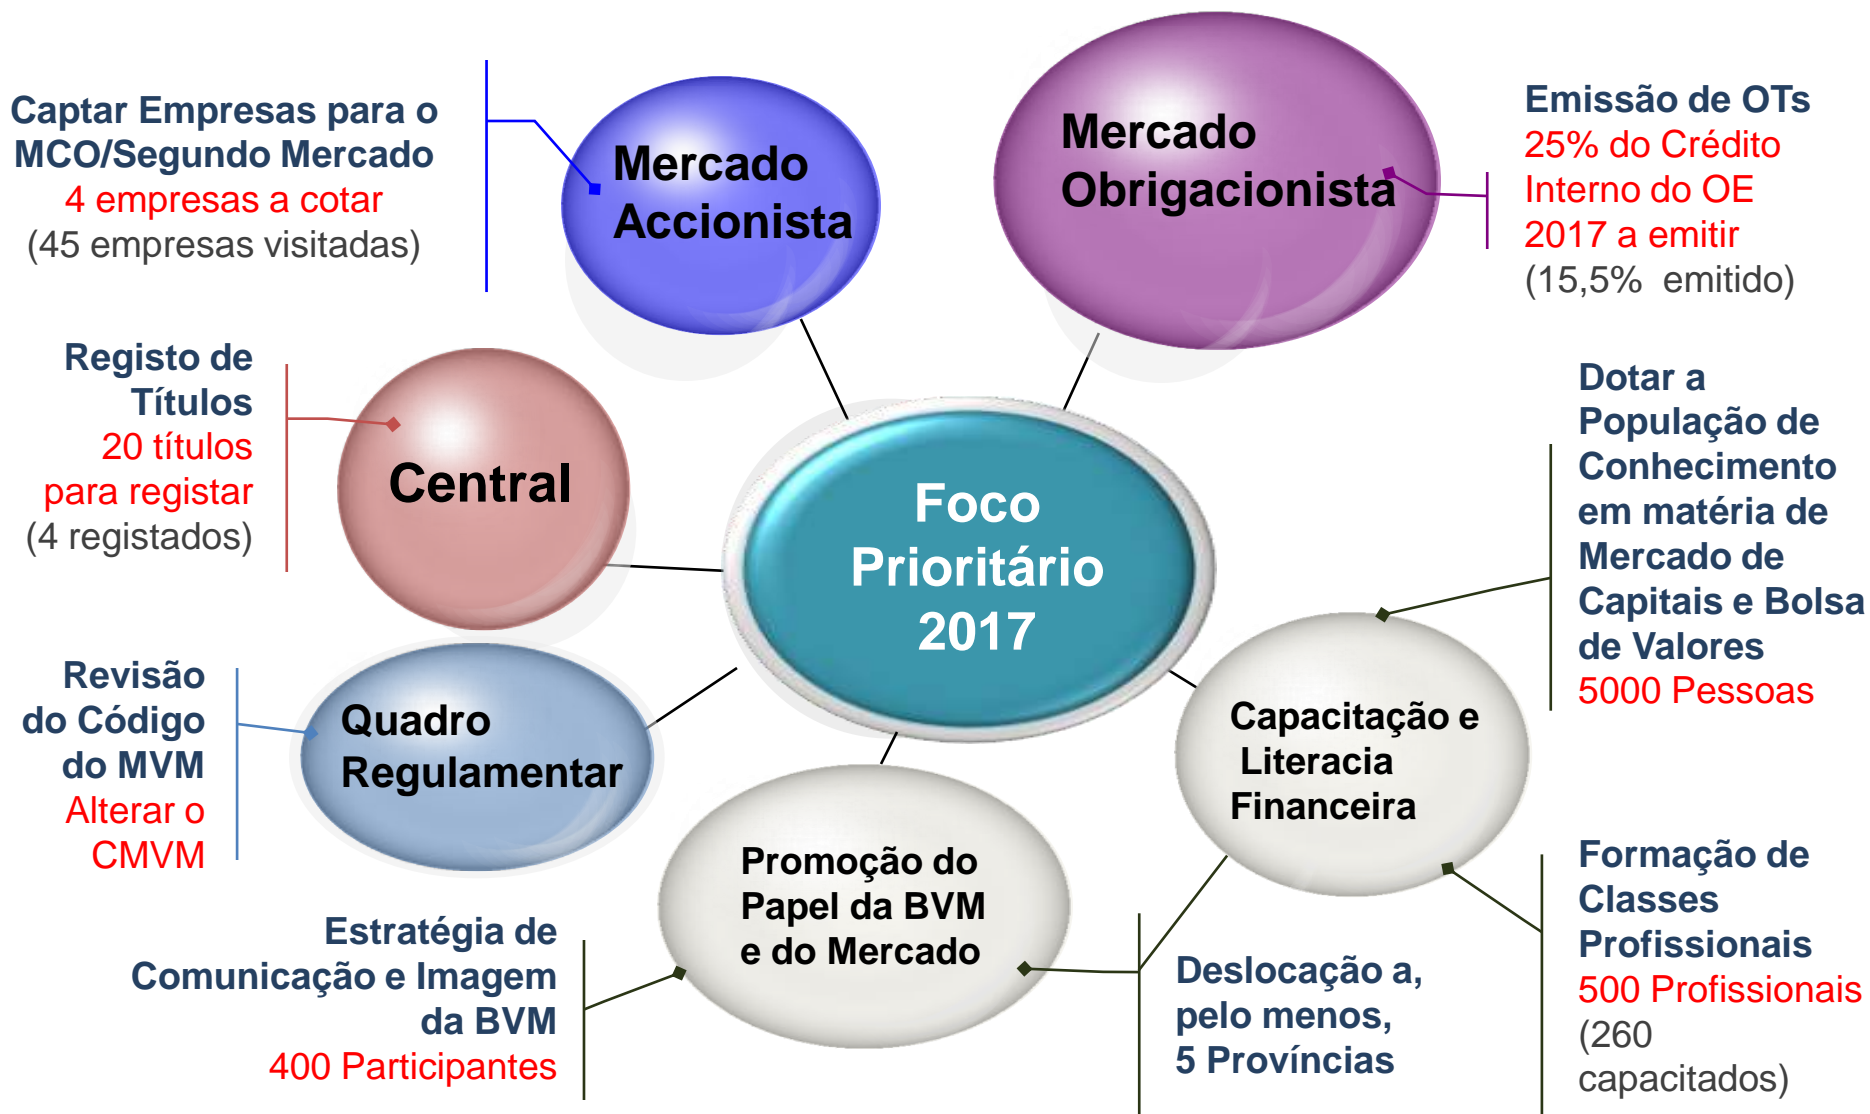 Captar Empresas para o
MCO/Segundo Mercado
4 empresas a cotar
(45 empresas visitadas)
Mercado
Accionista
Mercado
Obrigacionista
Emissão de OTs
25% do Crédito
Interno do OE
2017 a emitir
(15,5% emitido)
Registo de
Títulos
20 títulos
para registar
(4 registados)
Central
Foco
Prioritário
2017
Dotar a
População de
Conhecimento
em matéria de
Mercado de
Capitais e Bolsa
de Valores
5000 Pessoas
Revisão
do Código
do MVM
Alterar o
CMVM
Quadro
Regulamentar
Capacitação e
Literacia
Financeira
Promoção do
Papel da BVM
e do Mercado
Estratégia de
Comunicação e Imagem
da BVM
400 Participantes
Deslocação a,
pelo menos,
5 Províncias
Formação de
Classes
Profissionais
500 Profissionais
(260
capacitados)